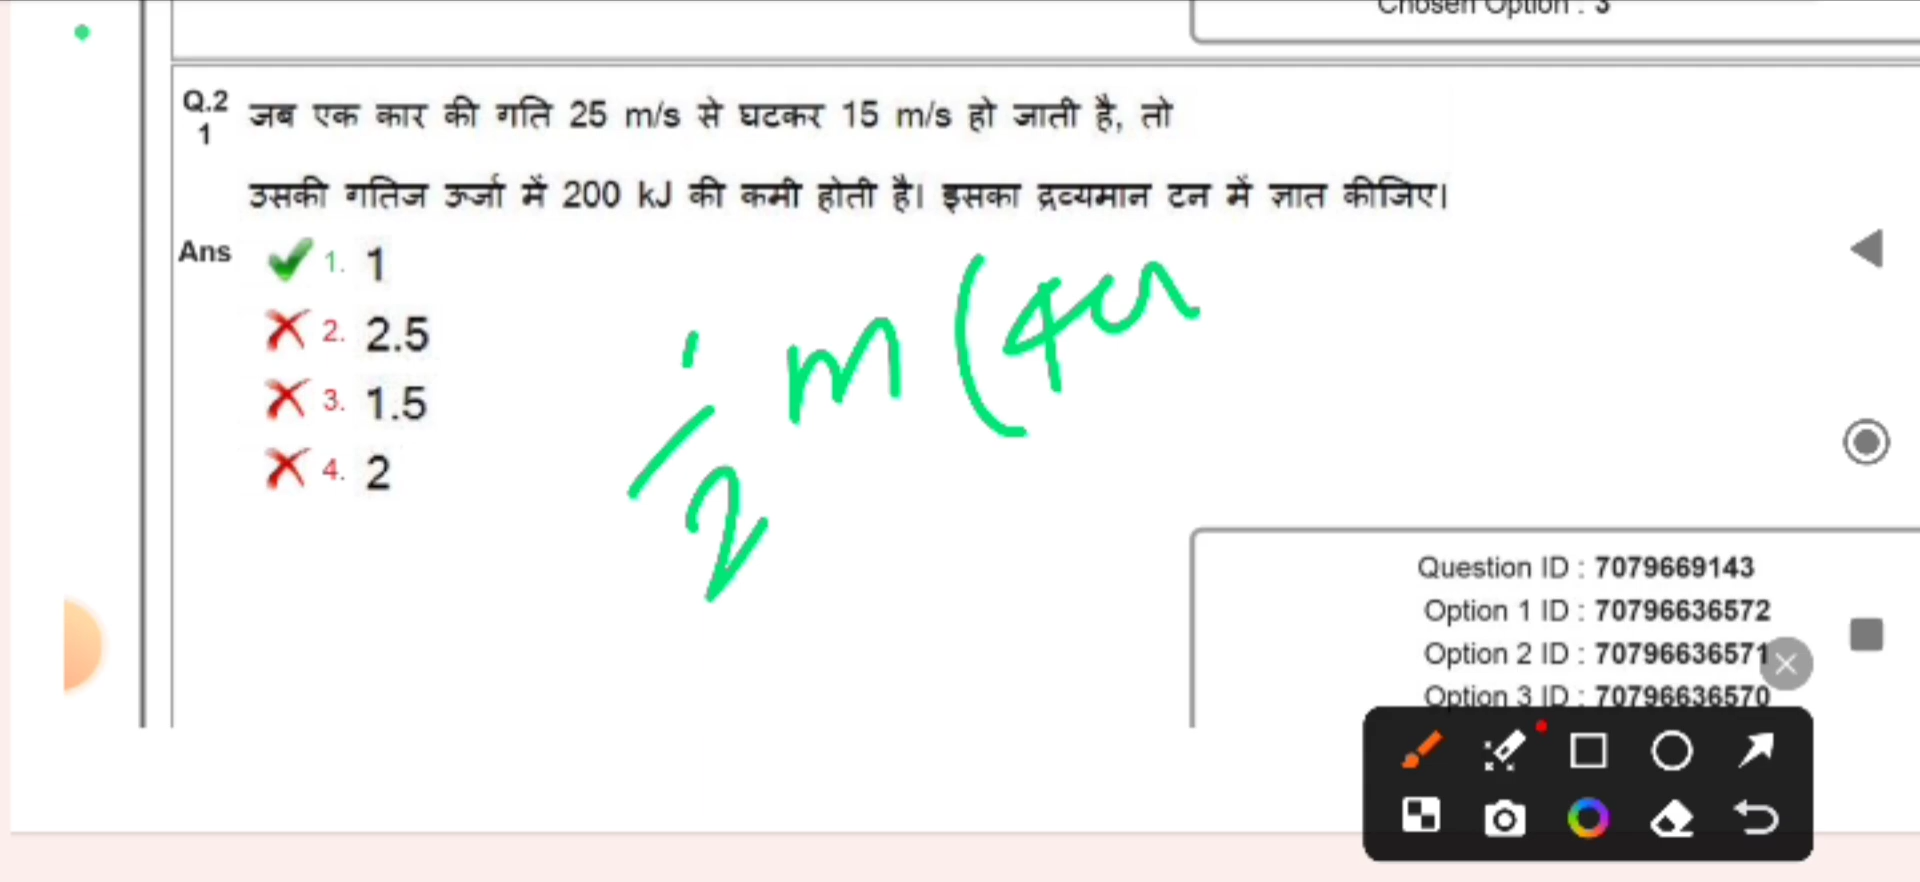 Chosen Option : 3
Q.2
1
जब एक कार की गति 25 m/s से घटकर 15 m/s हो जाती है, तो
उसकी गतिज ऊर्जा में 200 kJ की कमी होती है। इसका द्रव्यमान टन में ज्ञात कीजिए।
Ans
1. 1
2. 2.5
3. 1.5
4. 2
1/2 m (4
Question ID : 7079669143
Option 1 ID : 70796636572
Option 2 ID : 70796636571
Option 3 ID : 70796636570